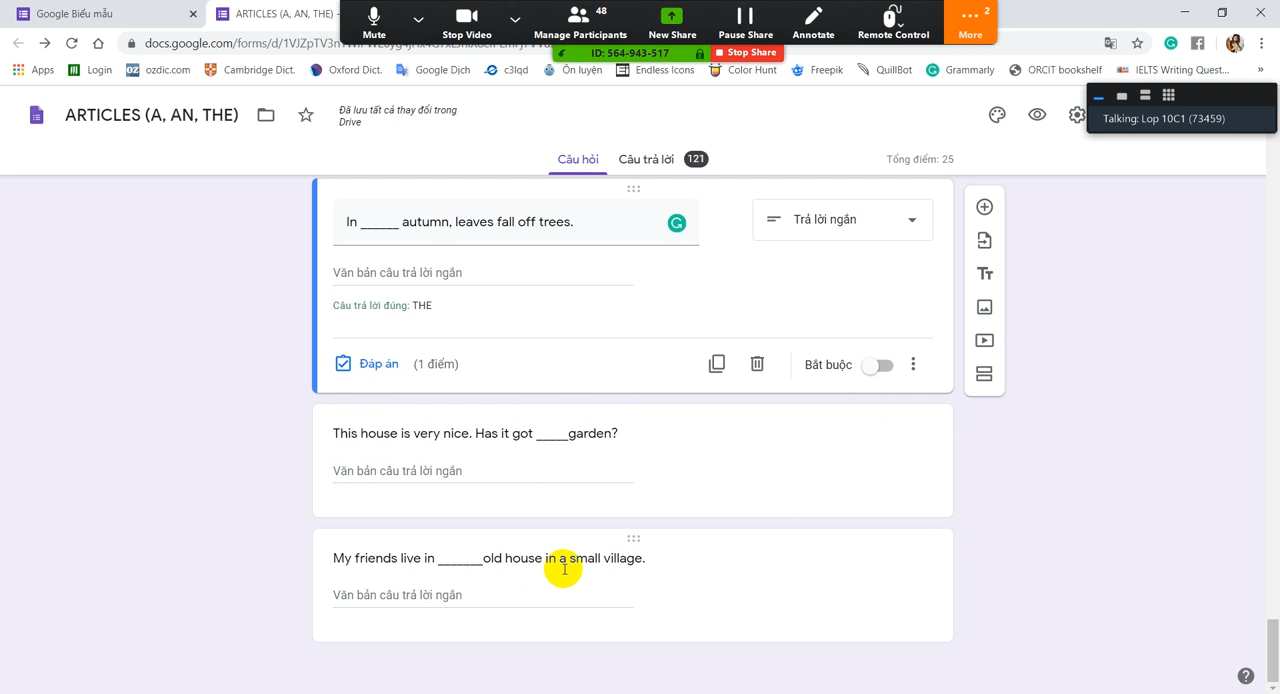 Google Biểu mẫu
ARTICLES (A, AN, THE) -
Mute
Stop Video
48
Manage Participants
New Share
Pause Share
Annotate
Remote Control
2
More
ID: 564-943-517
Stop Share
Apps
Login
ozdic.com
Cambridge Dict.
Oxford Dict.
Google Dịch
c3lqd
Ôn luyện
Endless Icons
Color Hunt
Freepik
QuillBot
Grammarly
ORCIT bookshelf
IELTS Writing Quest...
»
ARTICLES (A, AN, THE)
Đã lưu tất cả thay đổi trong
Drive
Talking: Lop 10C1 (73459)
Câu hỏi
Câu trả lời 121
Tổng điểm: 25
In ______ autumn, leaves fall off trees.
Trả lời ngắn
Văn bản câu trả lời ngắn
Câu trả lời đúng: THE
Đáp án
(1 điểm)
Bắt buộc
This house is very nice. Has it got _____garden?
Văn bản câu trả lời ngắn
My friends live in _______old house in a small village.
Văn bản câu trả lời ngắn